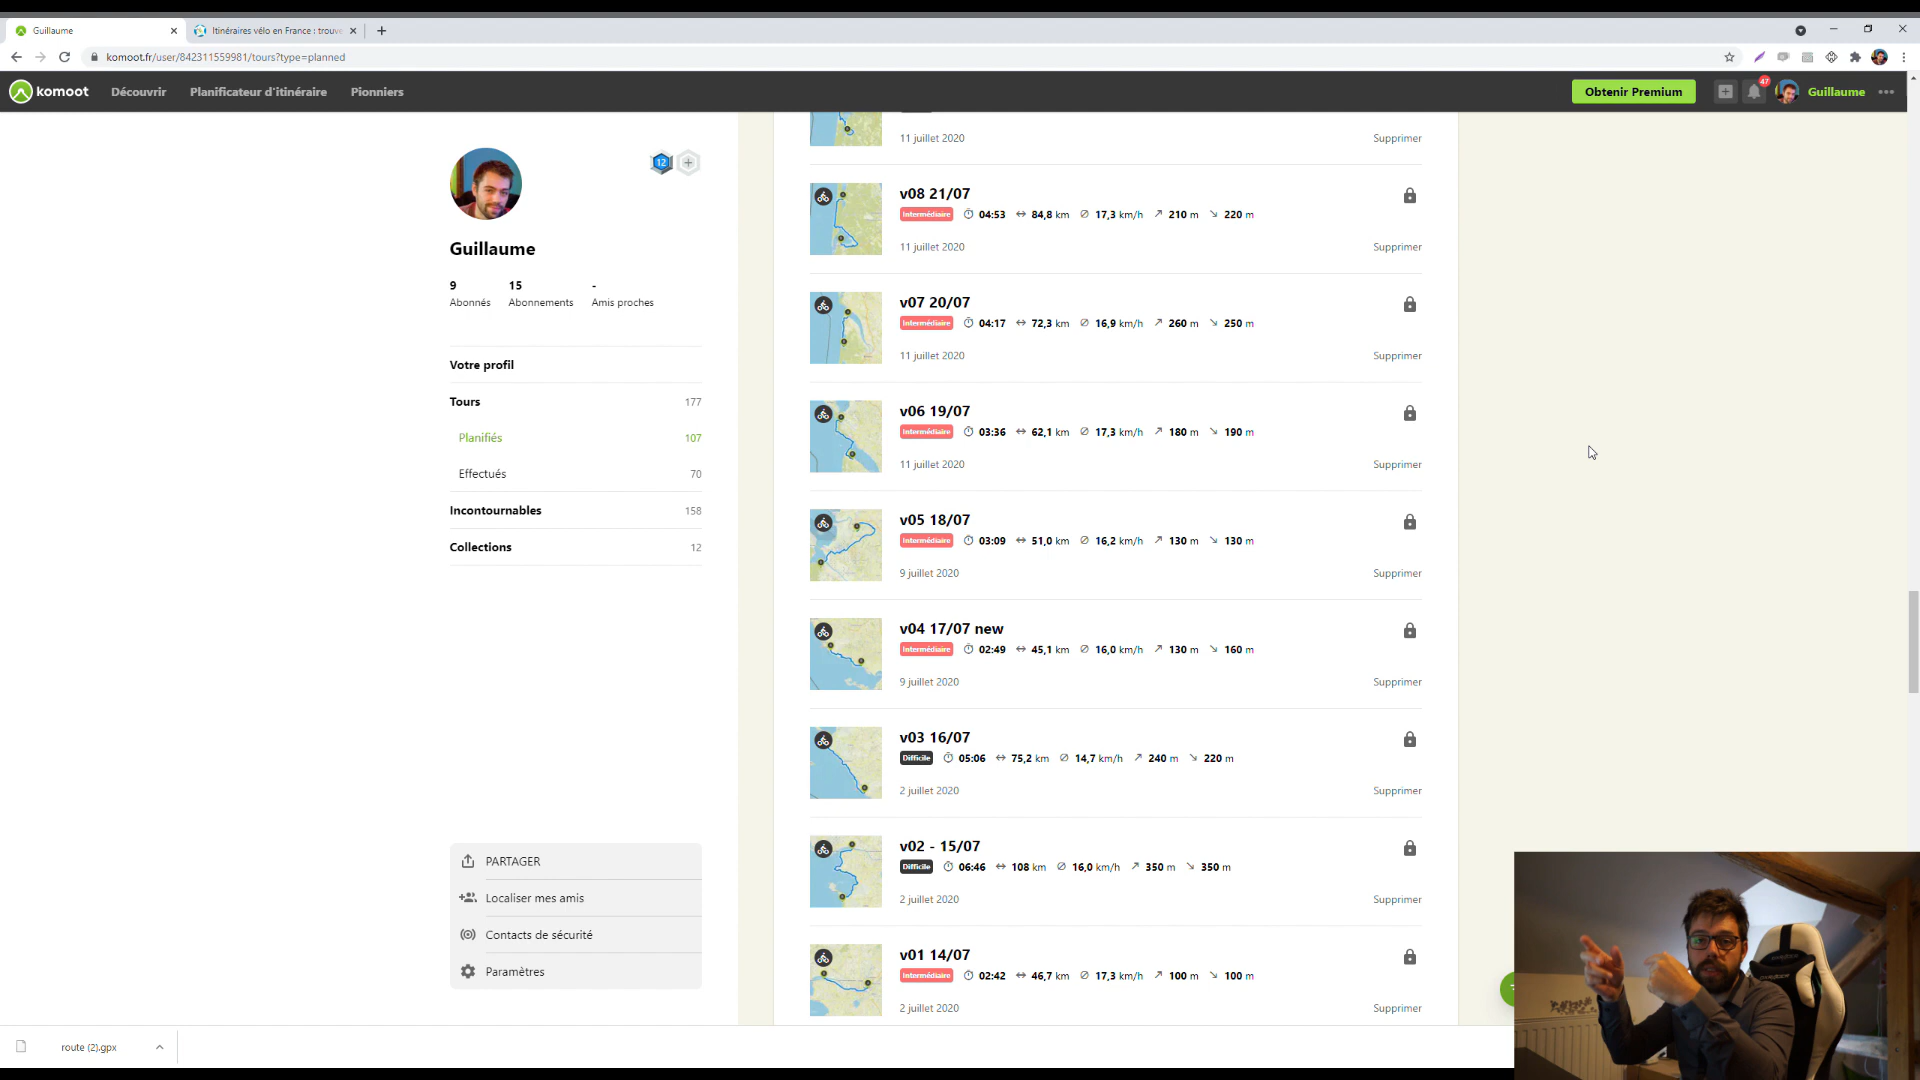 Guillaume
Itinéraires vélo en France : trouve
komoot.fr/user/842311559981/tours?type=planned
komoot
Découvrir
Planificateur d'itinéraire
Pionniers
Obtenir Premium
47
Guillaume
12
Guillaume
9 15 -
Abonnés Abonnements Amis proches
Votre profil
Tours 177
Planifiés 107
Effectués 70
Incontournables 158
Collections 12
PARTAGER
Localiser mes amis
Contacts de sécurité
Paramètres
11 juillet 2020 Supprimer
v08 21/07
Intermédiaire 04:53 84,8 km 17,3 km/h 210 m 220 m
11 juillet 2020 Supprimer
v07 20/07
Intermédiaire 04:17 72,3 km 16,9 km/h 260 m 250 m
11 juillet 2020 Supprimer
v06 19/07
Intermédiaire 03:36 62,1 km 17,3 km/h 180 m 190 m
11 juillet 2020 Supprimer
v05 18/07
Intermédiaire 03:09 51,0 km 16,2 km/h 130 m 130 m
9 juillet 2020 Supprimer
v04 17/07 new
Intermédiaire 02:49 45,1 km 16,0 km/h 130 m 160 m
9 juillet 2020 Supprimer
v03 16/07
Difficile 05:06 75,2 km 14,7 km/h 240 m 220 m
2 juillet 2020 Supprimer
v02 - 15/07
Difficile 06:46 108 km 16,0 km/h 350 m 350 m
2 juillet 2020 Supprimer
v01 14/07
Intermédiaire 02:42 46,7 km 17,3 km/h 100 m 100 m
2 juillet 2020 Supprimer
route (2).gpx